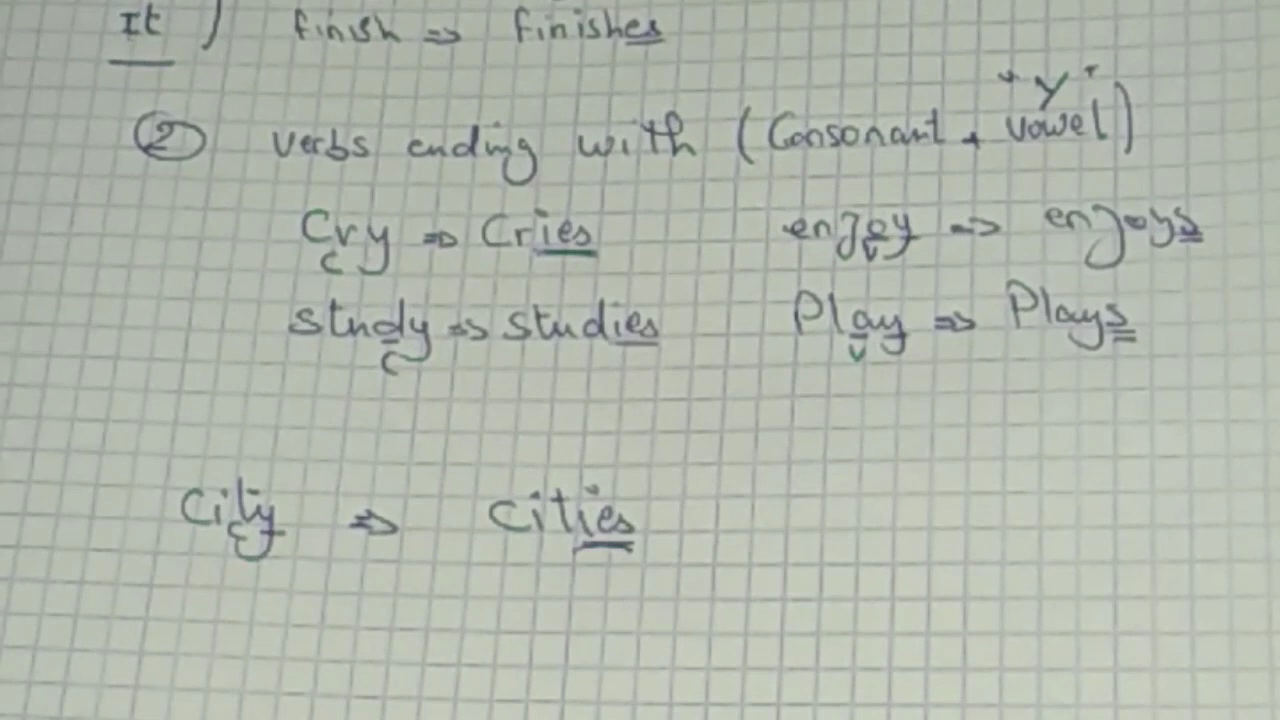 It ) finish => finishes
"y"
② verbs ending with (Consonant + vowel)
Cry => Cries enjoy => enjoys
C v
study => studies Play => Plays
C v
City => Cities
C